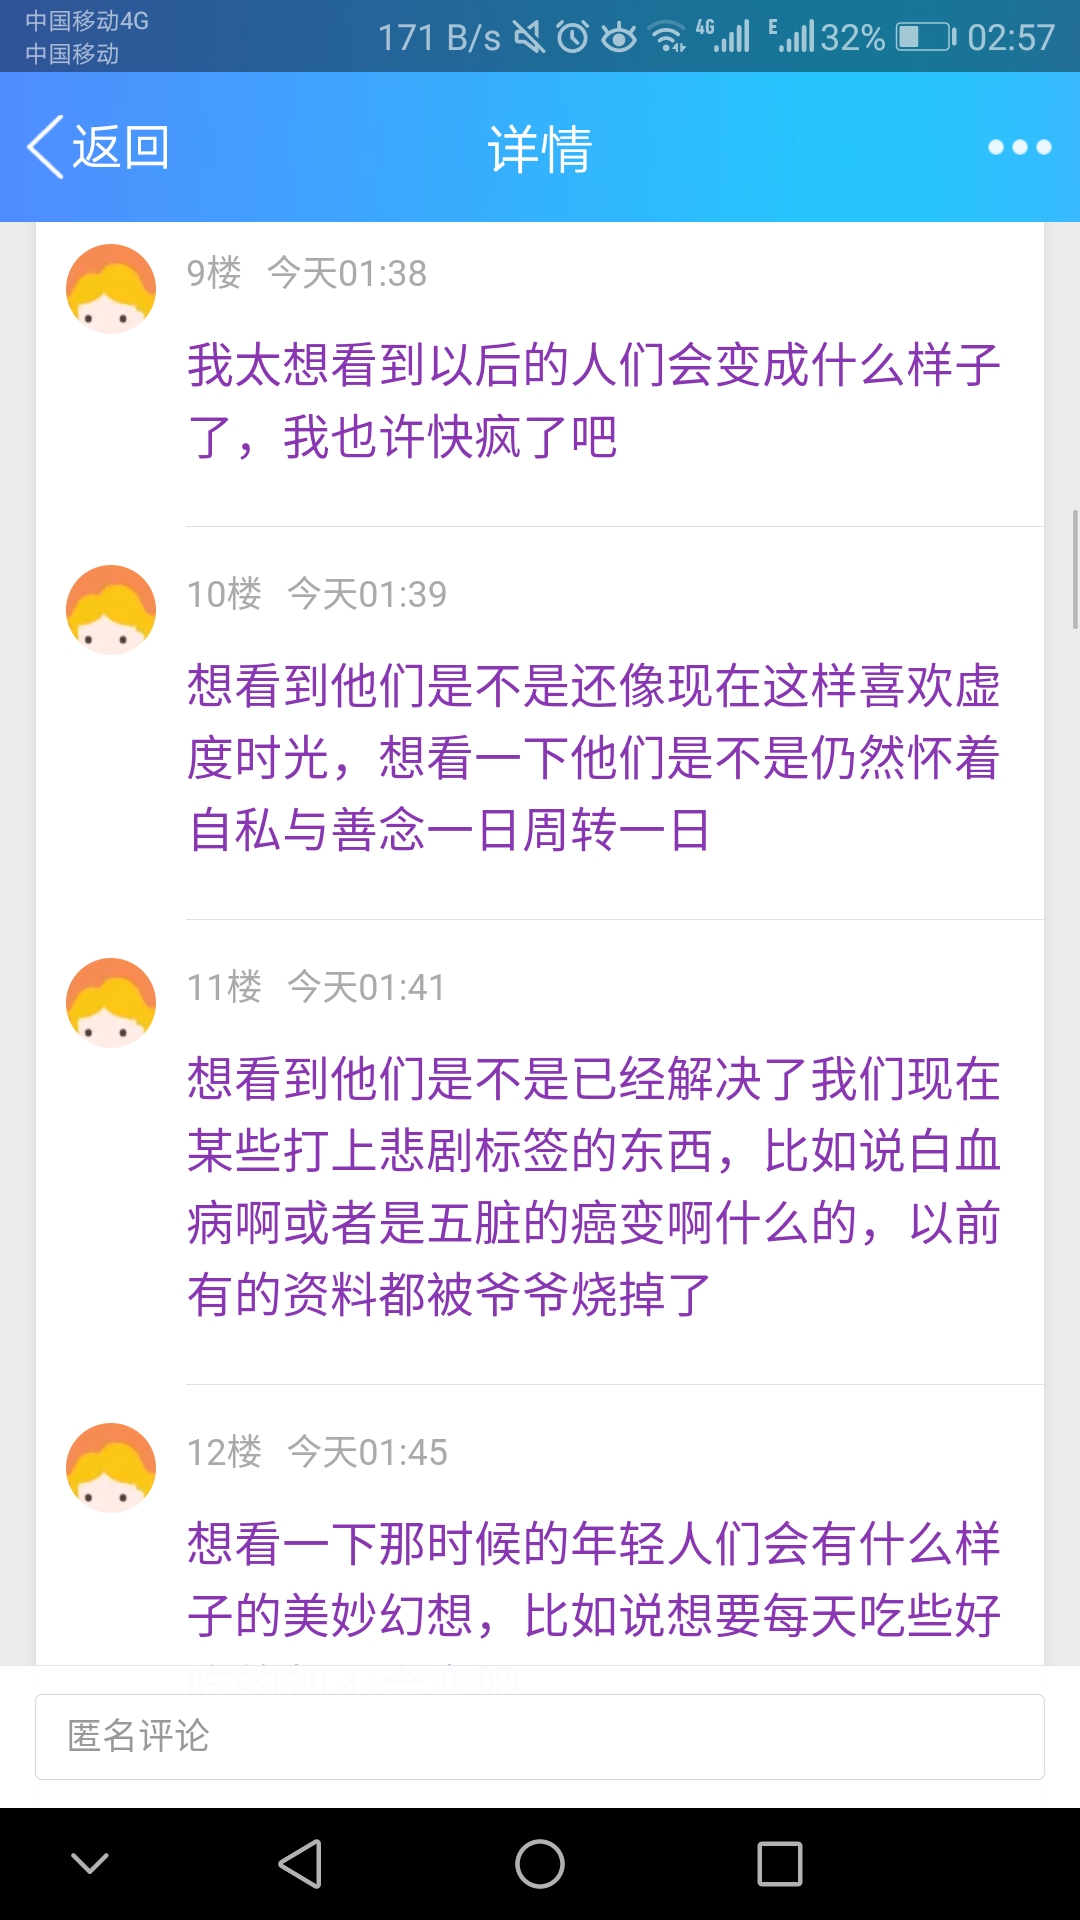 中国移动4G
中国移动
171 B/s
4G
E
32%
02:57
返回
详情
9楼 今天01:38
我太想看到以后的人们会变成什么样子
了，我也许快疯了吧
10楼 今天01:39
想看到他们是不是还像现在这样喜欢虚
度时光，想看一下他们是不是仍然怀着
自私与善念一日周转一日
11楼 今天01:41
想看到他们是不是已经解决了我们现在
某些打上悲剧标签的东西，比如说白血
病啊或者是五脏的癌变啊什么的，以前
有的资料都被爷爷烧掉了
12楼 今天01:45
想看一下那时候的年轻人们会有什么样
子的美妙幻想，比如说想要每天吃些好
吃的却不会变肥
匿名评论